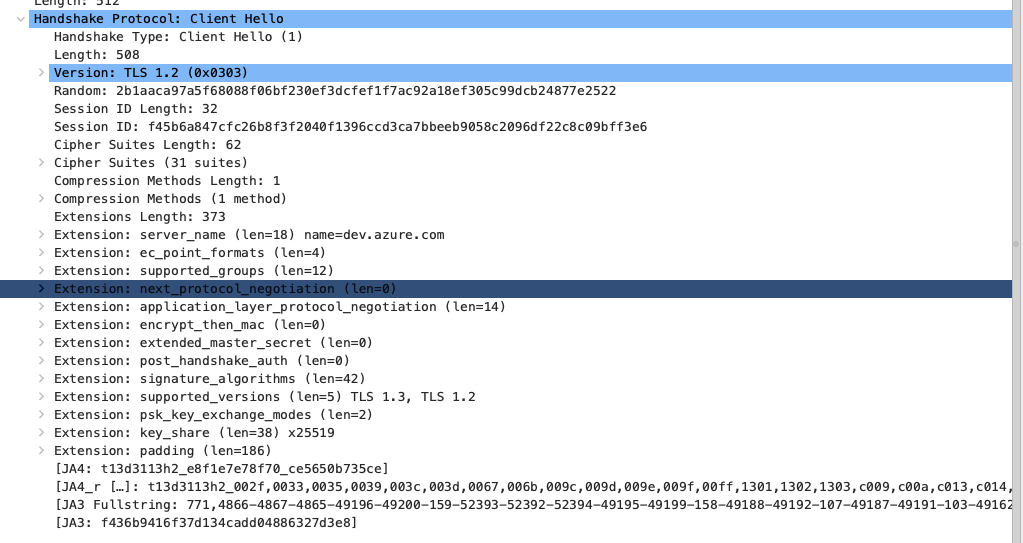 Length: 512
Handshake Protocol: Client Hello
Handshake Type: Client Hello (1)
Length: 508
Version: TLS 1.2 (0x0303)
Random: 2b1aaca97a5f68088f06bf230ef3dcfef1f7ac92a18ef305c99dcb24877e2522
Session ID Length: 32
Session ID: f45b6a847cfc26b8f3f2040f1396ccd3ca7bbeeb9058c2096df22c8c09bff3e6
Cipher Suites Length: 62
Cipher Suites (31 suites)
Compression Methods Length: 1
Compression Methods (1 method)
Extensions Length: 373
Extension: server_name (len=18) name=dev.azure.com
Extension: ec_point_formats (len=4)
Extension: supported_groups (len=12)
Extension: next_protocol_negotiation (len=0)
Extension: application_layer_protocol_negotiation (len=14)
Extension: encrypt_then_mac (len=0)
Extension: extended_master_secret (len=0)
Extension: post_handshake_auth (len=0)
Extension: signature_algorithms (len=42)
Extension: supported_versions (len=5) TLS 1.3, TLS 1.2
Extension: psk_key_exchange_modes (len=2)
Extension: key_share (len=38) x25519
Extension: padding (len=186)
[JA4: t13d3113h2_e8f1e7e78f70_ce5650b735ce]
[JA4_r […]: t13d3113h2_002f,0033,0035,0039,003c,003d,0067,006b,009c,009d,009e,009f,00ff,1301,1302,1303,c009,c00a,c013,c014,
[JA3 Fullstring: 771,4866-4867-4865-49196-49200-159-52393-52392-52394-49195-49199-158-49188-49192-107-49187-49191-103-49162
[JA3: f436b9416f37d134cadd04886327d3e8]